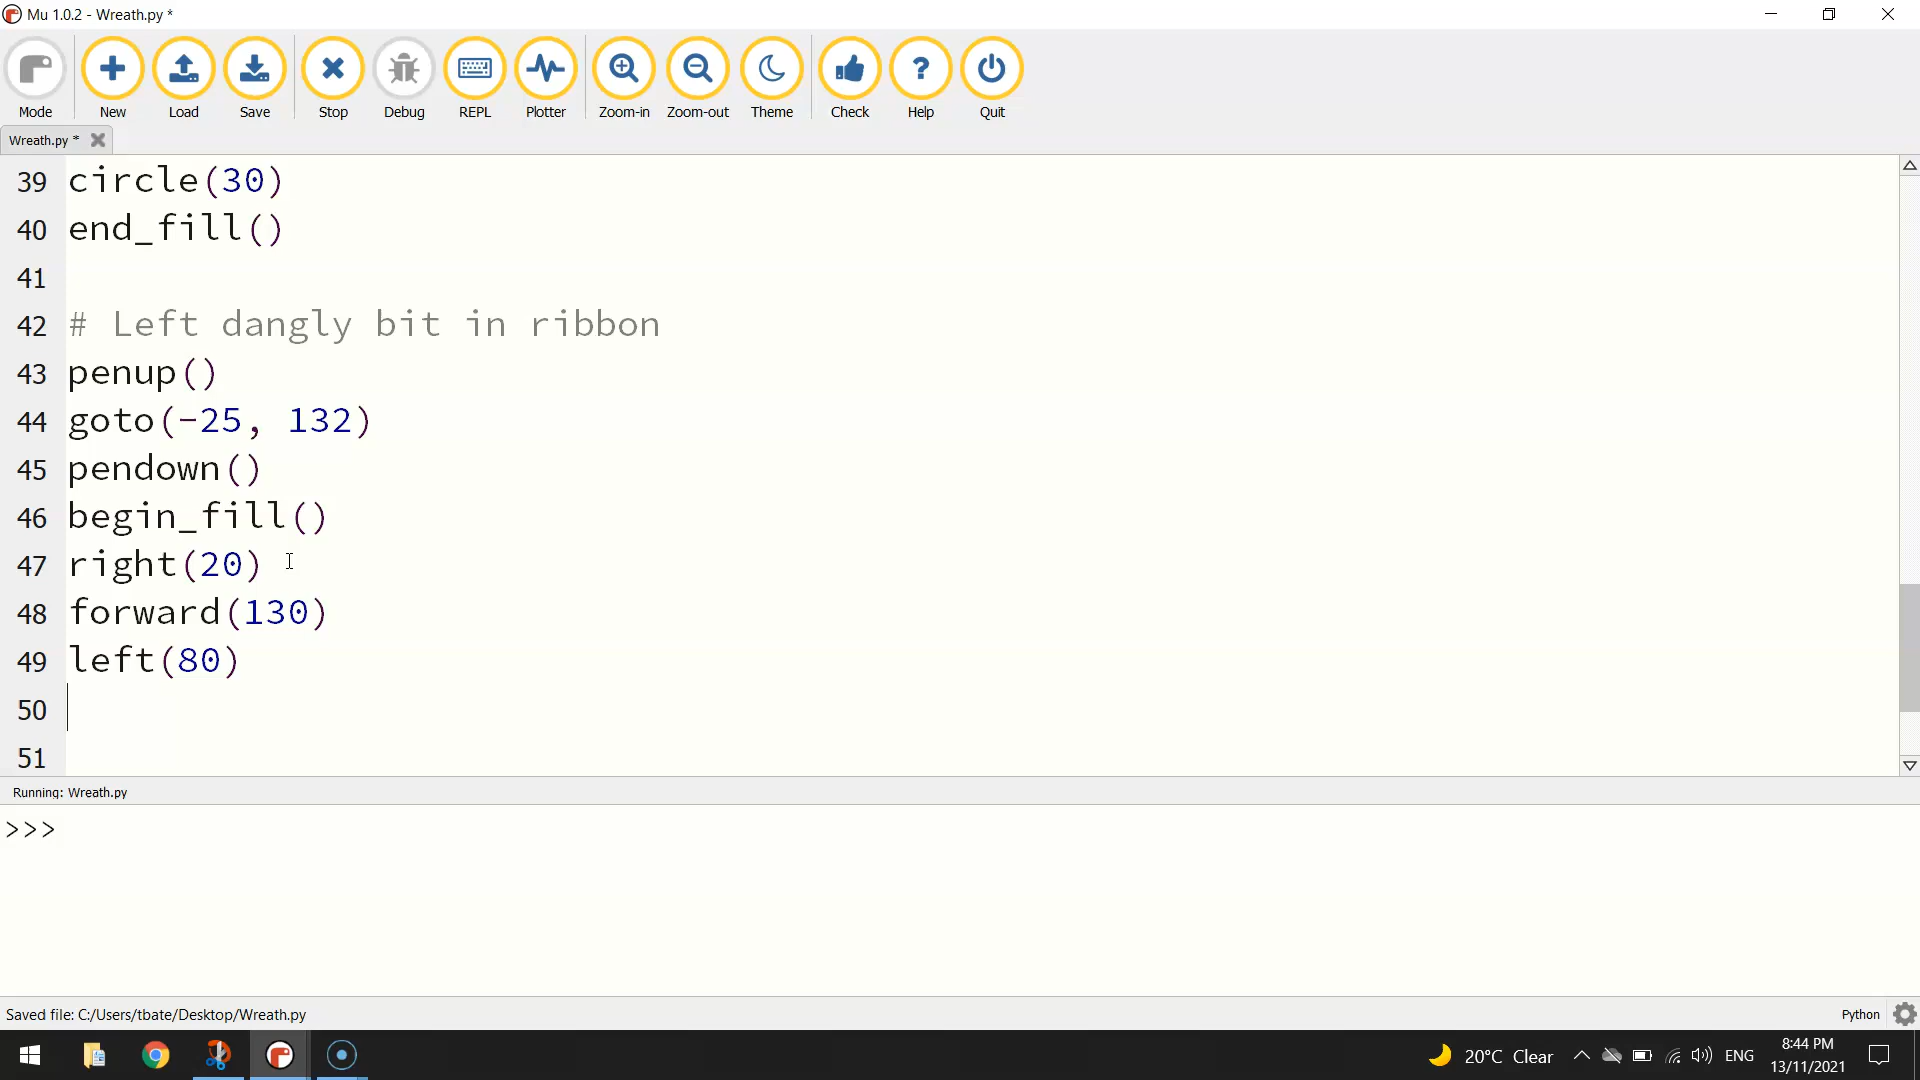 Mu 1.0.2 - Wreath.py *
Mode New Load Save Stop Debug REPL Plotter Zoom-in Zoom-out Theme Check Help Quit
Wreath.py *
39 circle(30)
40 end_fill()
41
42 # Left dangly bit in ribbon
43 penup()
44 goto(-25, 132)
45 pendown()
46 begin_fill()
47 right(20)
48 forward(130)
49 left(80)
50
51
Running: Wreath.py
>>>
Saved file: C:/Users/tbate/Desktop/Wreath.py
Python
20°C Clear
ENG
8:44 PM
13/11/2021